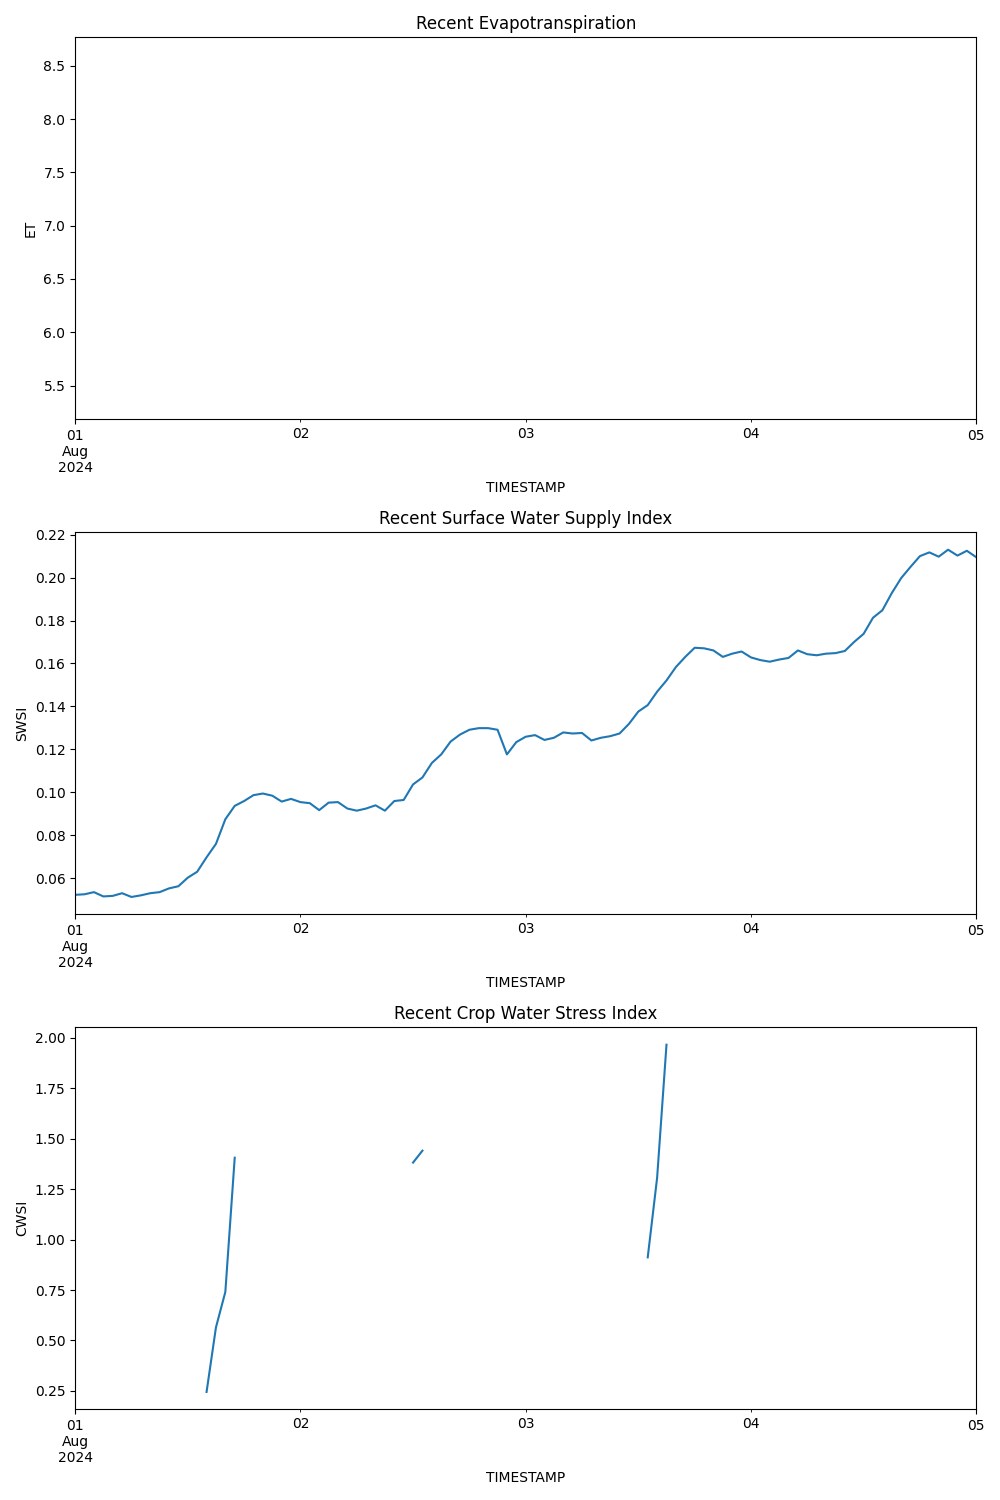 Recent Evapotranspiration
8.5
8.0
7.5
7.0
6.5
6.0
5.5
ET
01 02 03 04 05
Aug
2024
TIMESTAMP
Recent Surface Water Supply Index
0.22
0.20
0.18
0.16
0.14
0.12
0.10
0.08
0.06
SWSI
01 02 03 04 05
Aug
2024
TIMESTAMP
Recent Crop Water Stress Index
2.00
1.75
1.50
1.25
1.00
0.75
0.50
0.25
CWSI
01 02 03 04 05
Aug
2024
TIMESTAMP